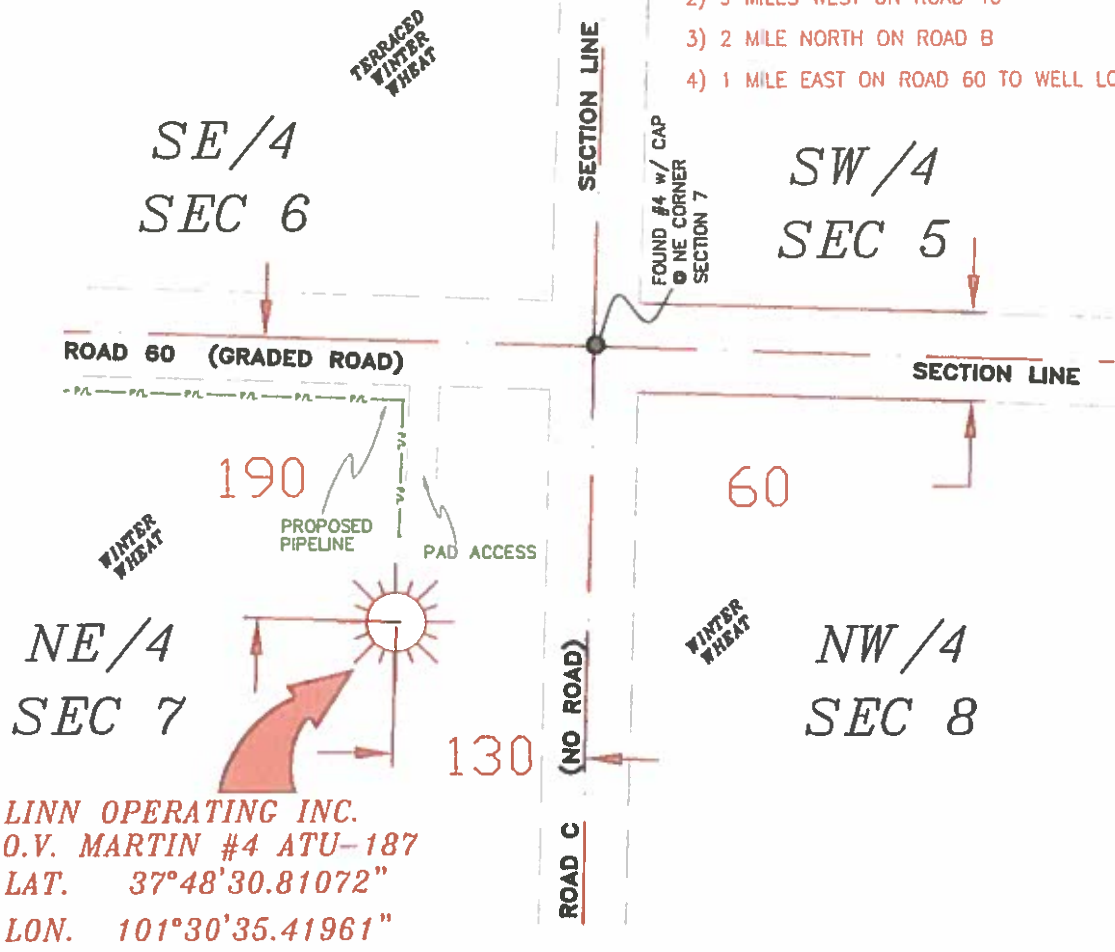 3) 2 MILE NORTH ON ROAD B
4) 1 MILE EAST ON ROAD 60 TO WELL
TERRACED
WINTER
WHEAT
SECTION LINE
SE/4
SEC 6
FOUND #4 w/ CAP
@ NE CORNER
SECTION 7
SW/4
SEC 5
ROAD 60 (GRADED ROAD)
SECTION LINE
P/L P/L P/L P/L P/L P/L
P/L
P/L
190
60
PROPOSED
PIPELINE
PAD ACCESS
WINTER
WHEAT
WINTER
WHEAT
NE/4
SEC 7
NW/4
SEC 8
130
ROAD C (NO ROAD)
LINN OPERATING INC.
O.V. MARTIN #4 ATU-187
LAT. 37°48'30.81072"
LON. 101°30'35.41961"